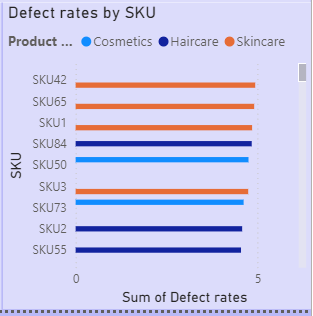 Defect rates by SKU
Product ... Cosmetics Haircare Skincare
SKU42
SKU65
SKU1
SKU84
SKU50
SKU3
SKU73
SKU2
SKU55
SKU
0 5
Sum of Defect rates